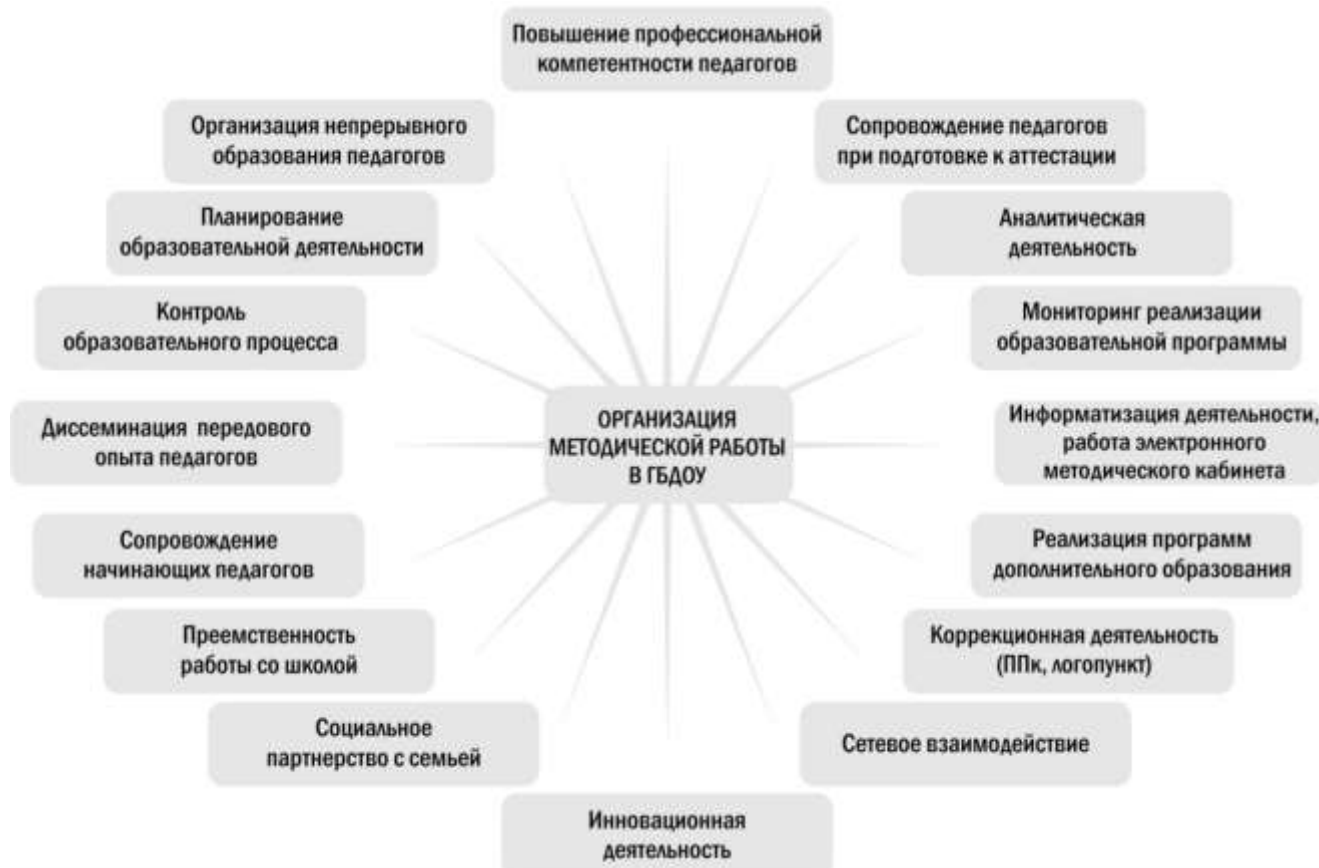 Повышение профессиональной
компетентности педагогов
Организация непрерывного
образования педагогов
Сопровождение педагогов
при подготовке к аттестации
Планирование
образовательной деятельности
Аналитическая
деятельность
Контроль
образовательного процесса
Мониторинг реализации
образовательной программы
Диссеминация передового
опыта педагогов
ОРГАНИЗАЦИЯ
МЕТОДИЧЕСКОЙ РАБОТЫ
В ГБДОУ
Информатизация деятельности,
работа электронного
методического кабинета
Сопровождение
начинающих педагогов
Реализация программ
дополнительного образования
Преемственность
работы со школой
Коррекционная деятельность
(ППк, логопункт)
Социальное
партнерство с семьей
Сетевое взаимодействие
Инновационная
деятельность